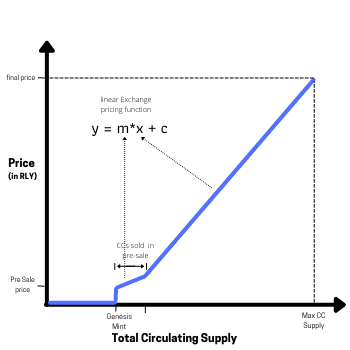 final price
linear Exchange
pricing function
y = m*x + c
Price
(in RLY)
CCs sold in
pre-sale
Pre Sale
price
Genesis
Mint
Max CC
Supply
Total Circulating Supply